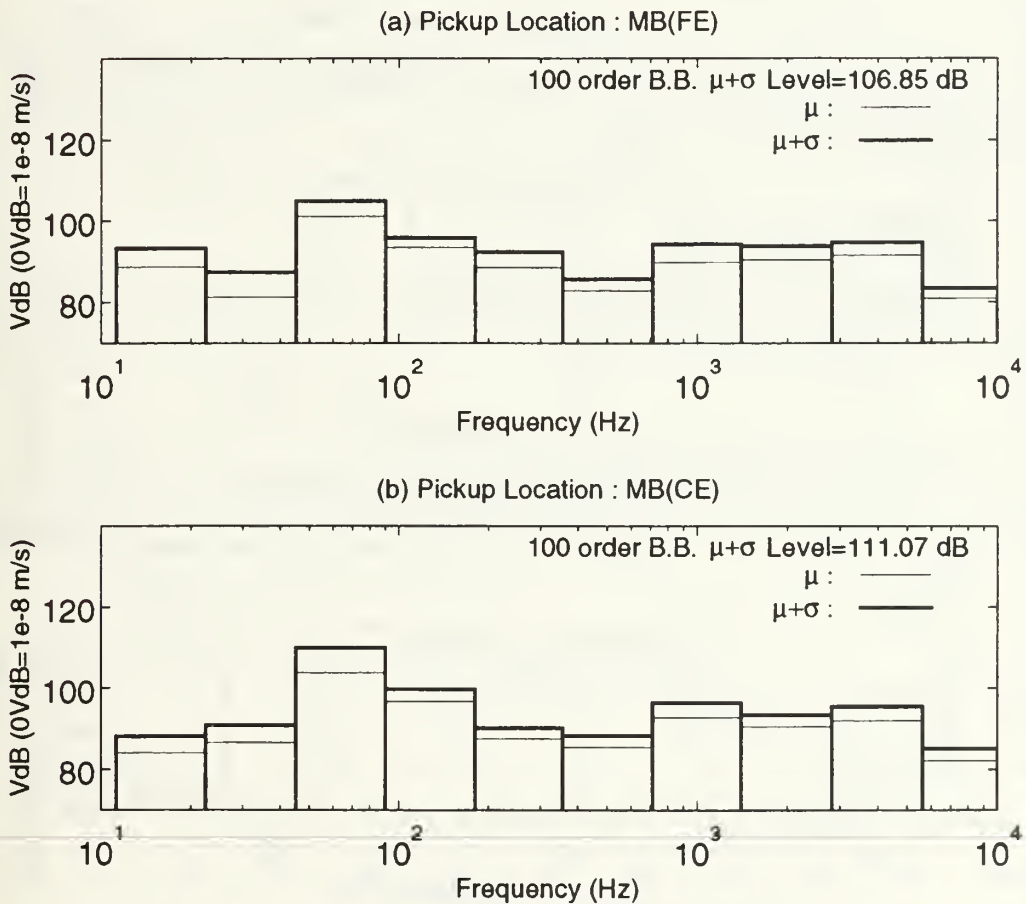 (a) Pickup Location : MB(FE)
100 order B.B. μ+σ Level=106.85 dB
μ :
μ+σ :
VdB (0VdB=1e-8 m/s)
120
100
80
10^1 10^2 10^3 10^4
Frequency (Hz)
(b) Pickup Location : MB(CE)
100 order B.B. μ+σ Level=111.07 dB
μ :
μ+σ :
VdB (0VdB=1e-8 m/s)
120
100
80
10^1 10^2 10^3 10^4
Frequency (Hz)